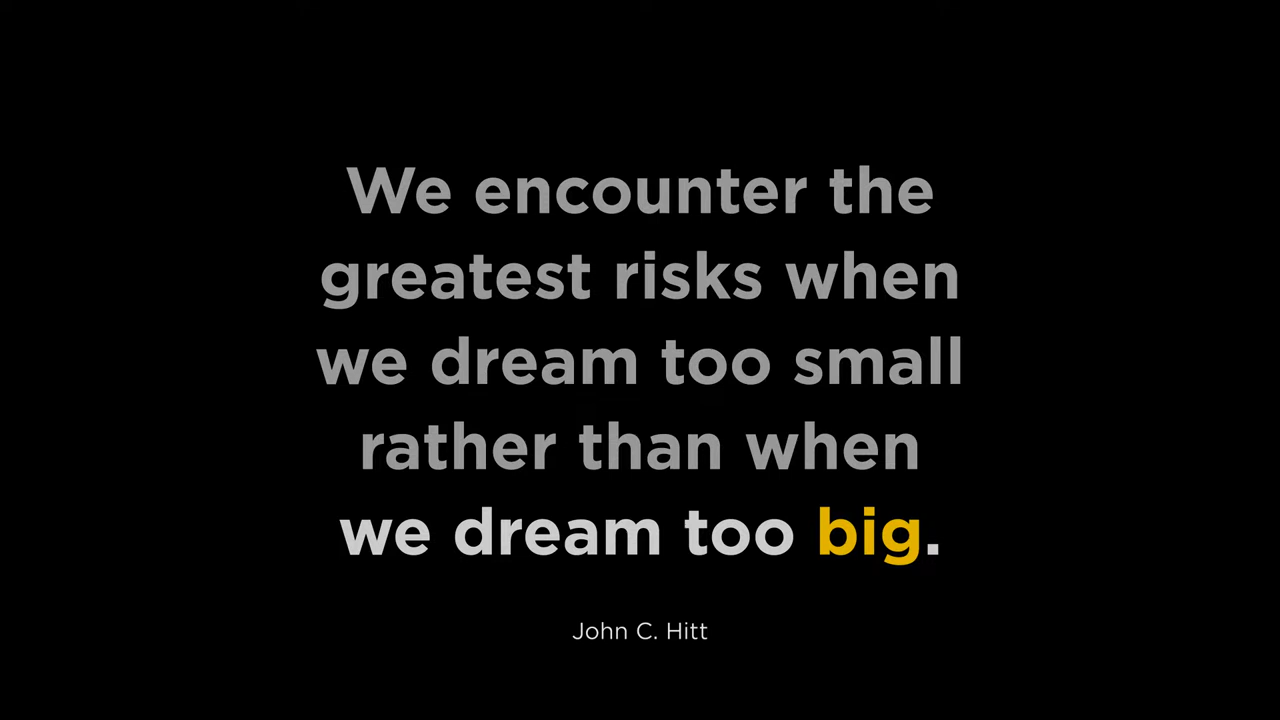 We encounter the
greatest risks when
we dream too small
rather than when
we dream too big.
John C. Hitt